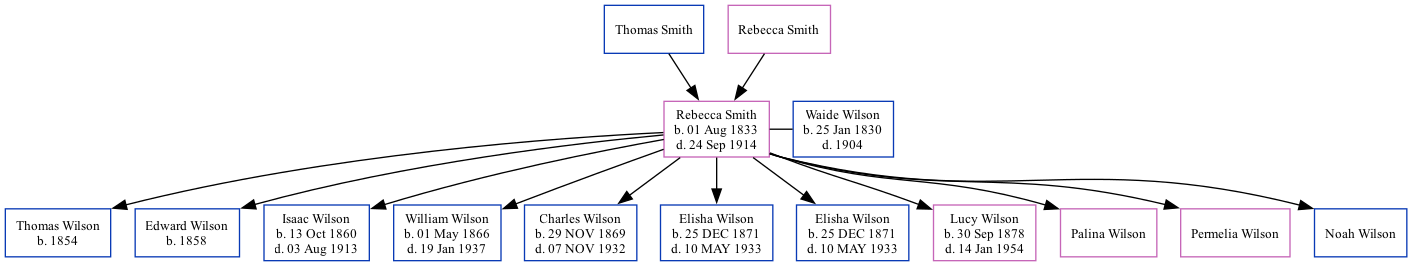 Thomas Smith
Rebecca Smith
Rebecca Smith
b. 01 Aug 1833
d. 24 Sep 1914
Waide Wilson
b. 25 Jan 1830
d. 1904
Thomas Wilson
b. 1854
Edward Wilson
b. 1858
Isaac Wilson
b. 13 Oct 1860
d. 03 Aug 1913
William Wilson
b. 01 May 1866
d. 19 Jan 1937
Charles Wilson
b. 29 NOV 1869
d. 07 NOV 1932
Elisha Wilson
b. 25 DEC 1871
d. 10 MAY 1933
Elisha Wilson
b. 25 DEC 1871
d. 10 MAY 1933
Lucy Wilson
b. 30 Sep 1878
d. 14 Jan 1954
Palina Wilson
Permelia Wilson
Noah Wilson